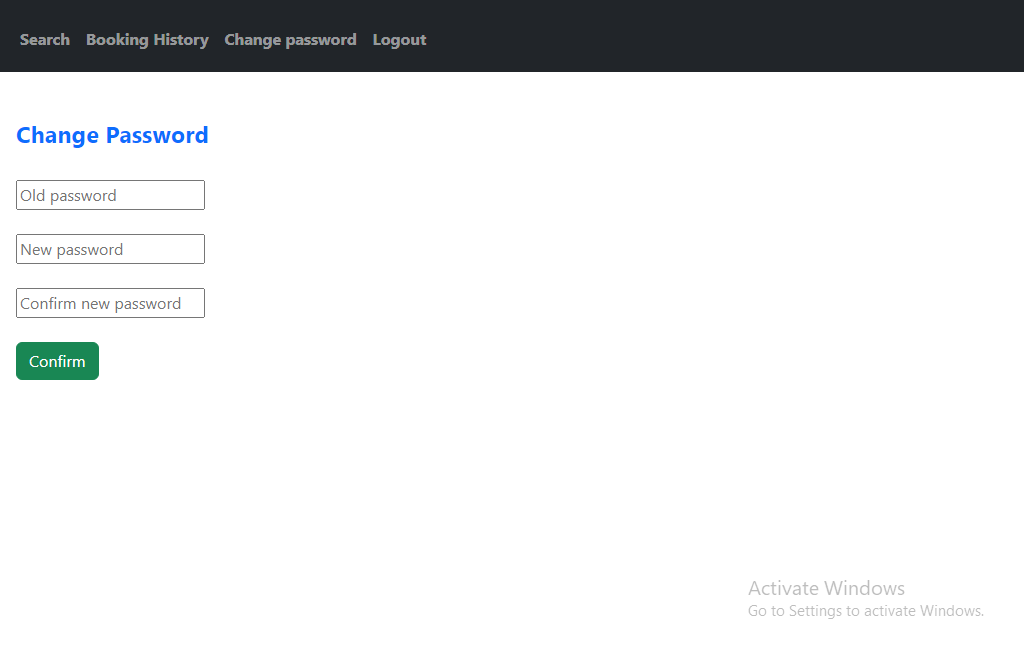 Search Booking History Change password Logout
Change Password
Old password
New password
Confirm new password
Confirm
Activate Windows
Go to Settings to activate Windows.